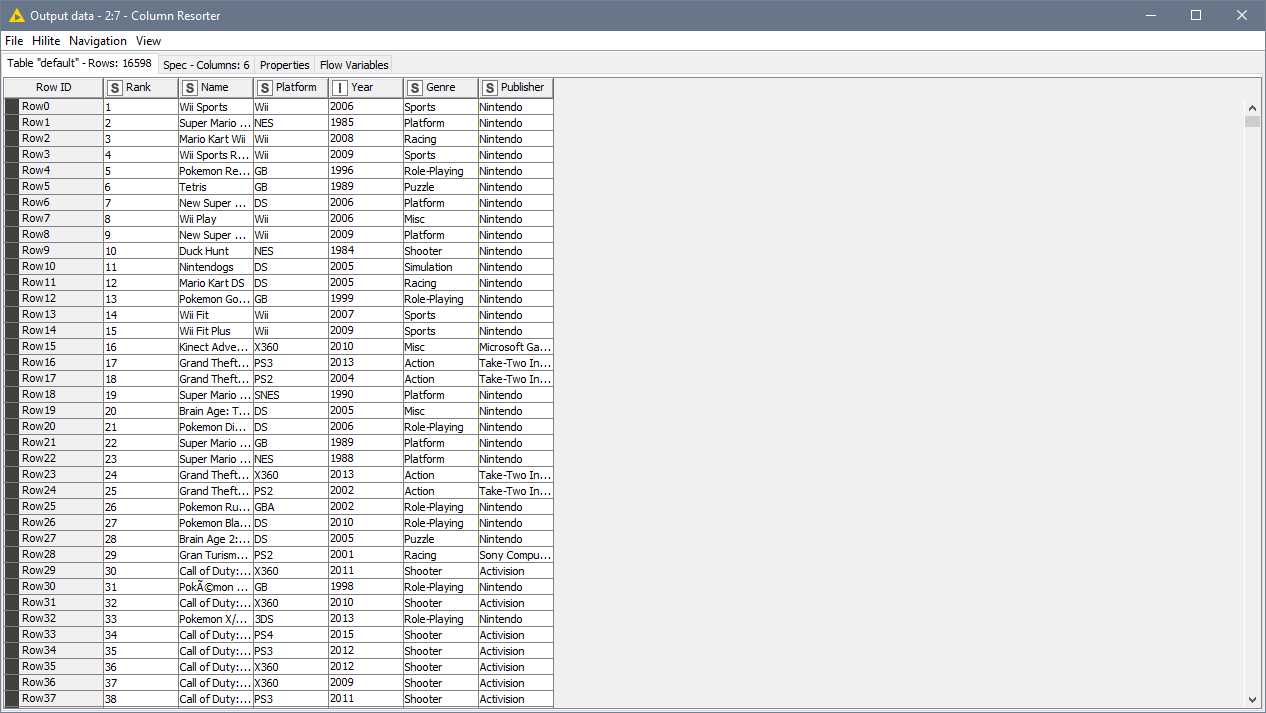 Output data - 2:7 - Column Resorter
File Hilite Navigation View
Table "default" - Rows: 16598 Spec - Columns: 6 Properties Flow Variables
Row ID S Rank S Name S Platform I Year S Genre S Publisher
Row0 1 Wii Sports Wii 2006 Sports Nintendo
Row1 2 Super Mario ... NES 1985 Platform Nintendo
Row2 3 Mario Kart Wii Wii 2008 Racing Nintendo
Row3 4 Wii Sports R... Wii 2009 Sports Nintendo
Row4 5 Pokemon Re... GB 1996 Role-Playing Nintendo
Row5 6 Tetris GB 1989 Puzzle Nintendo
Row6 7 New Super ... DS 2006 Platform Nintendo
Row7 8 Wii Play Wii 2006 Misc Nintendo
Row8 9 New Super ... Wii 2009 Platform Nintendo
Row9 10 Duck Hunt NES 1984 Shooter Nintendo
Row10 11 Nintendogs DS 2005 Simulation Nintendo
Row11 12 Mario Kart DS DS 2005 Racing Nintendo
Row12 13 Pokemon Go... GB 1999 Role-Playing Nintendo
Row13 14 Wii Fit Wii 2007 Sports Nintendo
Row14 15 Wii Fit Plus Wii 2009 Sports Nintendo
Row15 16 Kinect Adve... X360 2010 Misc Microsoft Ga...
Row16 17 Grand Theft... PS3 2013 Action Take-Two In...
Row17 18 Grand Theft... PS2 2004 Action Take-Two In...
Row18 19 Super Mario ... SNES 1990 Platform Nintendo
Row19 20 Brain Age: T... DS 2005 Misc Nintendo
Row20 21 Pokemon Di... DS 2006 Role-Playing Nintendo
Row21 22 Super Mario ... GB 1989 Platform Nintendo
Row22 23 Super Mario ... NES 1988 Platform Nintendo
Row23 24 Grand Theft... X360 2013 Action Take-Two In...
Row24 25 Grand Theft... PS2 2002 Action Take-Two In...
Row25 26 Pokemon Ru... GBA 2002 Role-Playing Nintendo
Row26 27 Pokemon Bla... DS 2010 Role-Playing Nintendo
Row27 28 Brain Age 2:... DS 2005 Puzzle Nintendo
Row28 29 Gran Turism... PS2 2001 Racing Sony Compu...
Row29 30 Call of Duty:... X360 2011 Shooter Activision
Row30 31 PokÃ©mon ... GB 1998 Role-Playing Nintendo
Row31 32 Call of Duty:... X360 2010 Shooter Activision
Row32 33 Pokemon X/... 3DS 2013 Role-Playing Nintendo
Row33 34 Call of Duty:... PS4 2015 Shooter Activision
Row34 35 Call of Duty:... PS3 2012 Shooter Activision
Row35 36 Call of Duty:... X360 2012 Shooter Activision
Row36 37 Call of Duty:... X360 2009 Shooter Activision
Row37 38 Call of Duty:... PS3 2011 Shooter Activision